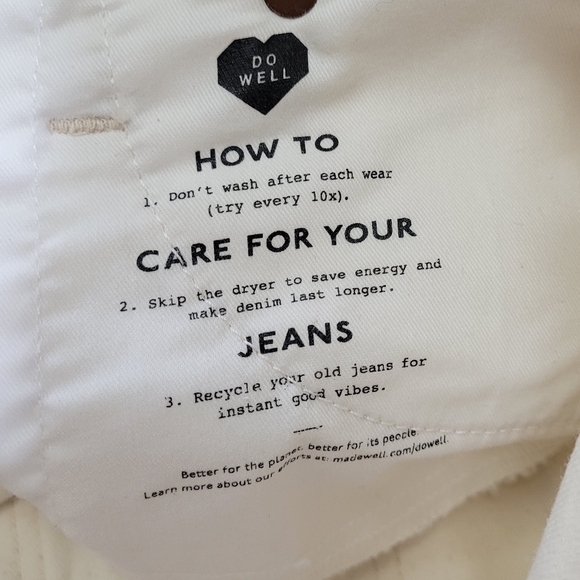 DO
WELL
HOW TO
1. Don't wash after each wear
(try every 10x).
CARE FOR YOUR
2. Skip the dryer to save energy and
make denim last longer.
JEANS
3. Recycle your old jeans for
instant good vibes.
Better for the planet, better for its people.
Learn more about our efforts at: madewell.com/dowell.